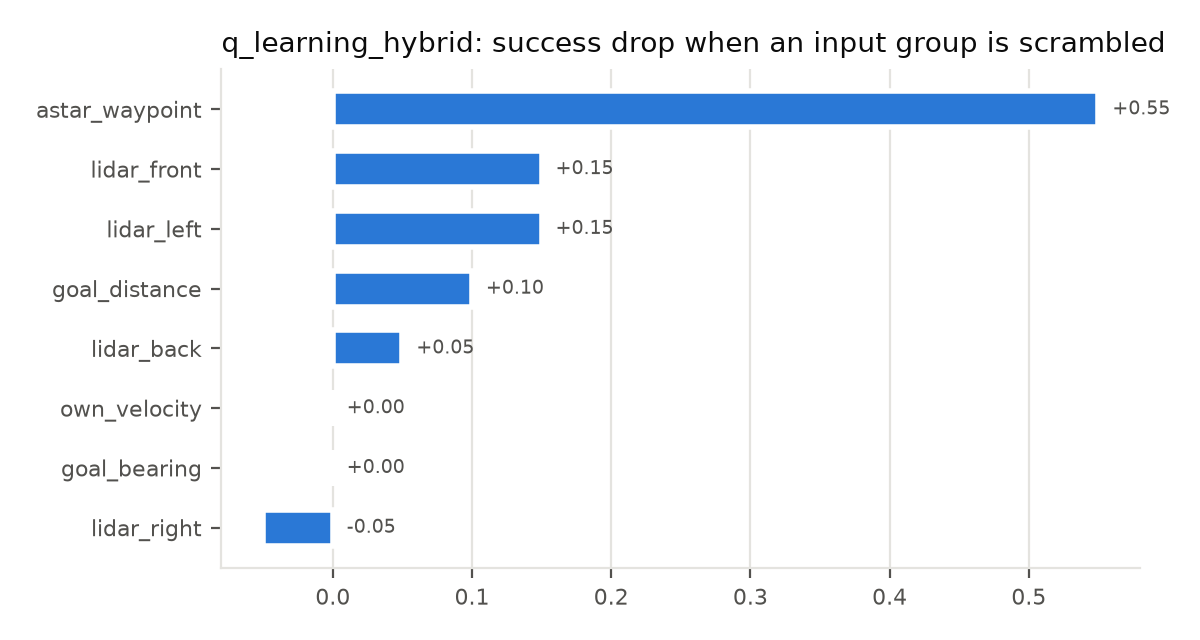 q_learning_hybrid: success drop when an input group is scrambled
astar_waypoint +0.55
lidar_front +0.15
lidar_left +0.15
goal_distance +0.10
lidar_back +0.05
own_velocity +0.00
goal_bearing +0.00
lidar_right -0.05
0.0 0.1 0.2 0.3 0.4 0.5